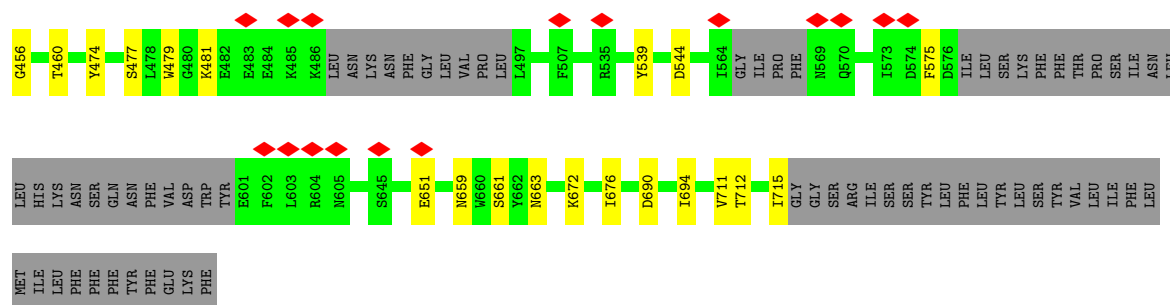 G456 T460 Y474 S477 L478 W479 G480 K481 E482 E483 E484 K485 K486 LEU ASN LYS ASN PHE GLY LEU VAL PRO LEU L497 F507 R535 Y539 D544 I564 GLY ILE PRO PHE N569 Q570 I573 D574 F575 D576 ILE LEU SER LYS PHE PHE THR PRO SER ILE ASN LEU
LEU HIS LYS ASN SER GLN ASN PHE VAL ASP TRP TYR E601 F602 L603 R604 N605 S645 E651 N659 W660 S661 Y662 N663 K672 I676 D690 I694 V711 T712 I715 GLY GLY SER ARG ILE SER SER TYR LEU PHE LEU TYR LEU SER TYR VAL LEU ILE PHE LEU
MET ILE LEU PHE PHE PHE TYR PHE GLU LYS PHE